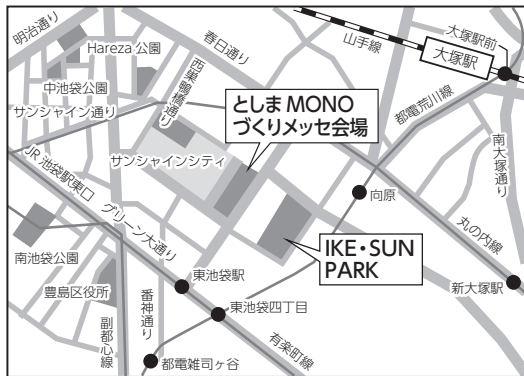 明治通り
Hareza 公園
中池袋公園
サンシャイン通り
西巣鴨橋通り
春日通り
山手線
大塚駅前
大塚駅
都電荒川線
南大塚通り
としま MONO
づくりメッセ会場
サンシャインシティ
JR 池袋駅東口
グリーン大通り
向原
丸の内線
IKE・SUN
PARK
南池袋公園
豊島区役所
東池袋駅
新大塚駅
番神通り
東池袋四丁目
副都心線
有楽町線
都電雑司ヶ谷